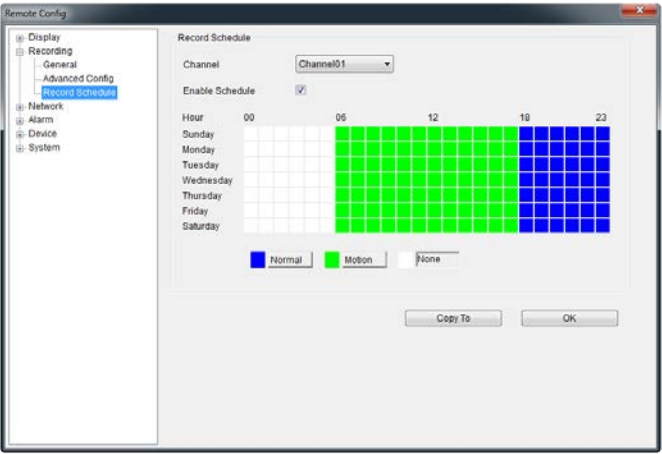 Remote Config
Display
Recording
General
Advanced Config
Record Schedule
Network
Alarm
Device
System
Record Schedule
Channel
Channel01
Enable Schedule
Hour 00 06 12 18 23
Sunday
Monday
Tuesday
Wednesday
Thursday
Friday
Saturday
Normal Motion None
Copy To OK